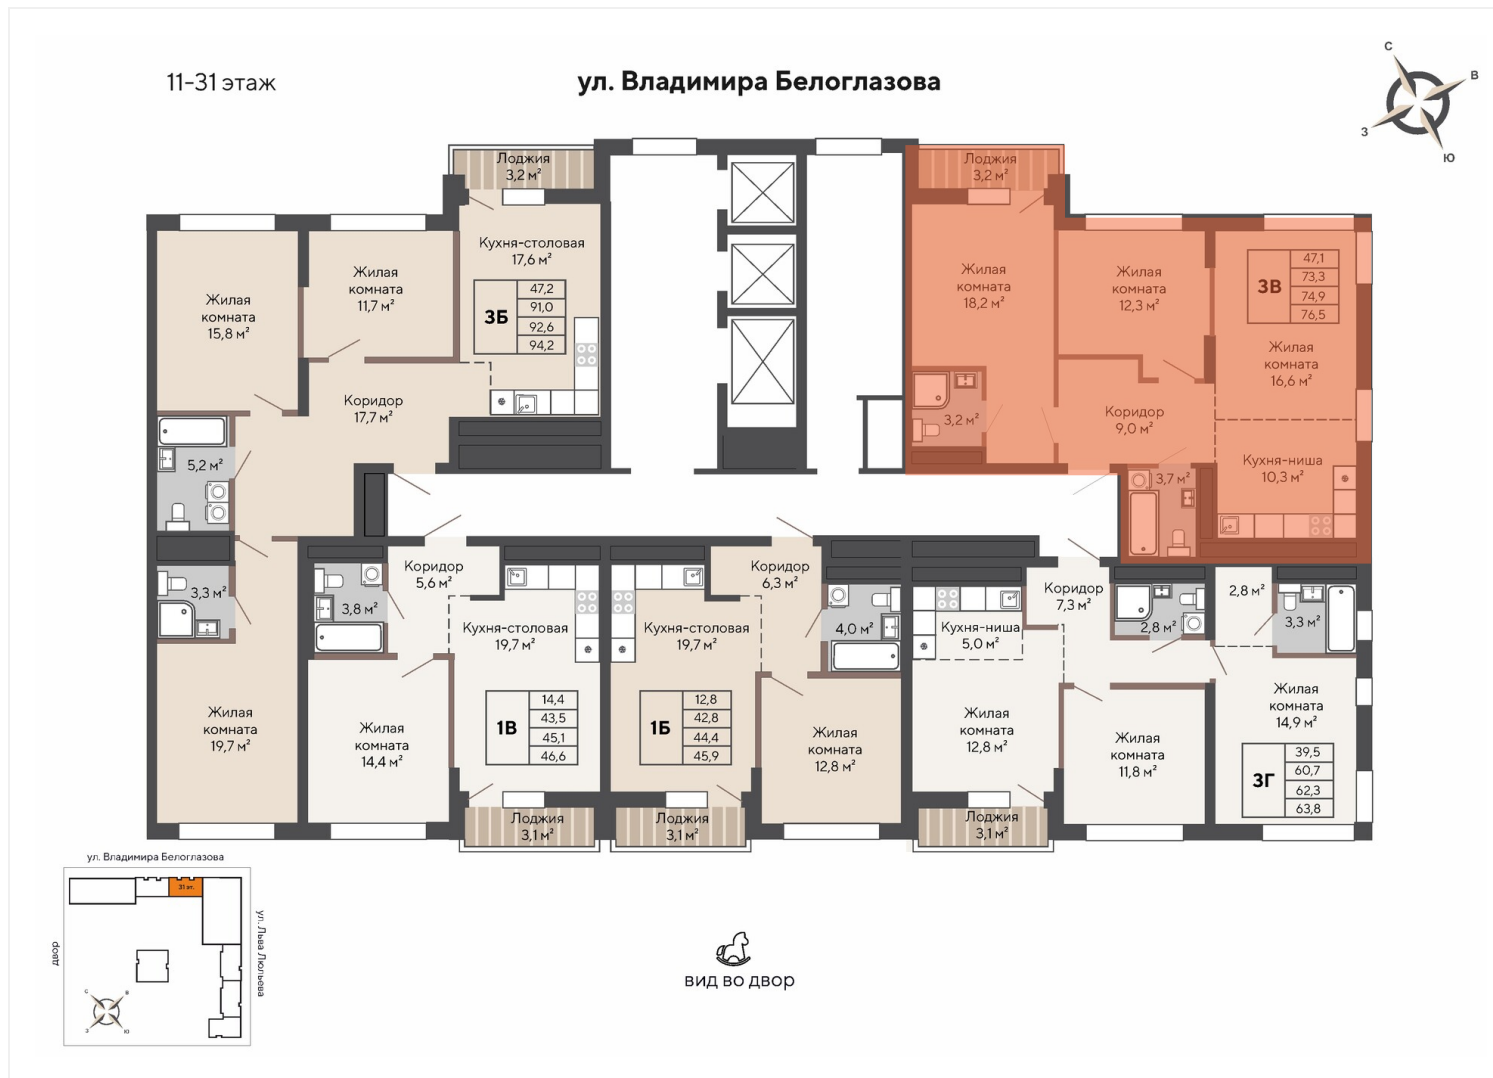 11-31 этаж
ул. Владимира Белоглазова
С
В
З
Ю
Лоджия
3,2 м²
Лоджия
3,2 м²
Кухня-столовая
17,6 м²
3Б
47,2
91,0
92,6
94,2
Жилая
комната
11,7 м²
Жилая
комната
15,8 м²
Коридор
17,7 м²
5,2 м²
3,3 м²
Жилая
комната
19,7 м²
Жилая
комната
18,2 м²
Жилая
комната
12,3 м²
3В
47,1
73,3
74,9
76,5
Жилая
комната
16,6 м²
3,2 м²
Коридор
9,0 м²
Кухня-ниша
10,3 м²
3,7 м²
Коридор
5,6 м²
3,8 м²
Кухня-столовая
19,7 м²
Жилая
комната
14,4 м²
1В
14,4
43,5
45,1
46,6
Лоджия
3,1 м²
Коридор
6,3 м²
4,0 м²
Кухня-столовая
19,7 м²
1Б
12,8
42,8
44,4
45,9
Жилая
комната
12,8 м²
Лоджия
3,1 м²
Коридор
7,3 м²
2,8 м²
2,8 м²
3,3 м²
Кухня-ниша
5,0 м²
Жилая
комната
12,8 м²
Жилая
комната
11,8 м²
Жилая
комната
14,9 м²
3Г
39,5
60,7
62,3
63,8
Лоджия
3,1 м²
ул. Владимира Белоглазова
31 эт.
двор
ул. Льва Люльева
С
В
З
Ю
вид во двор